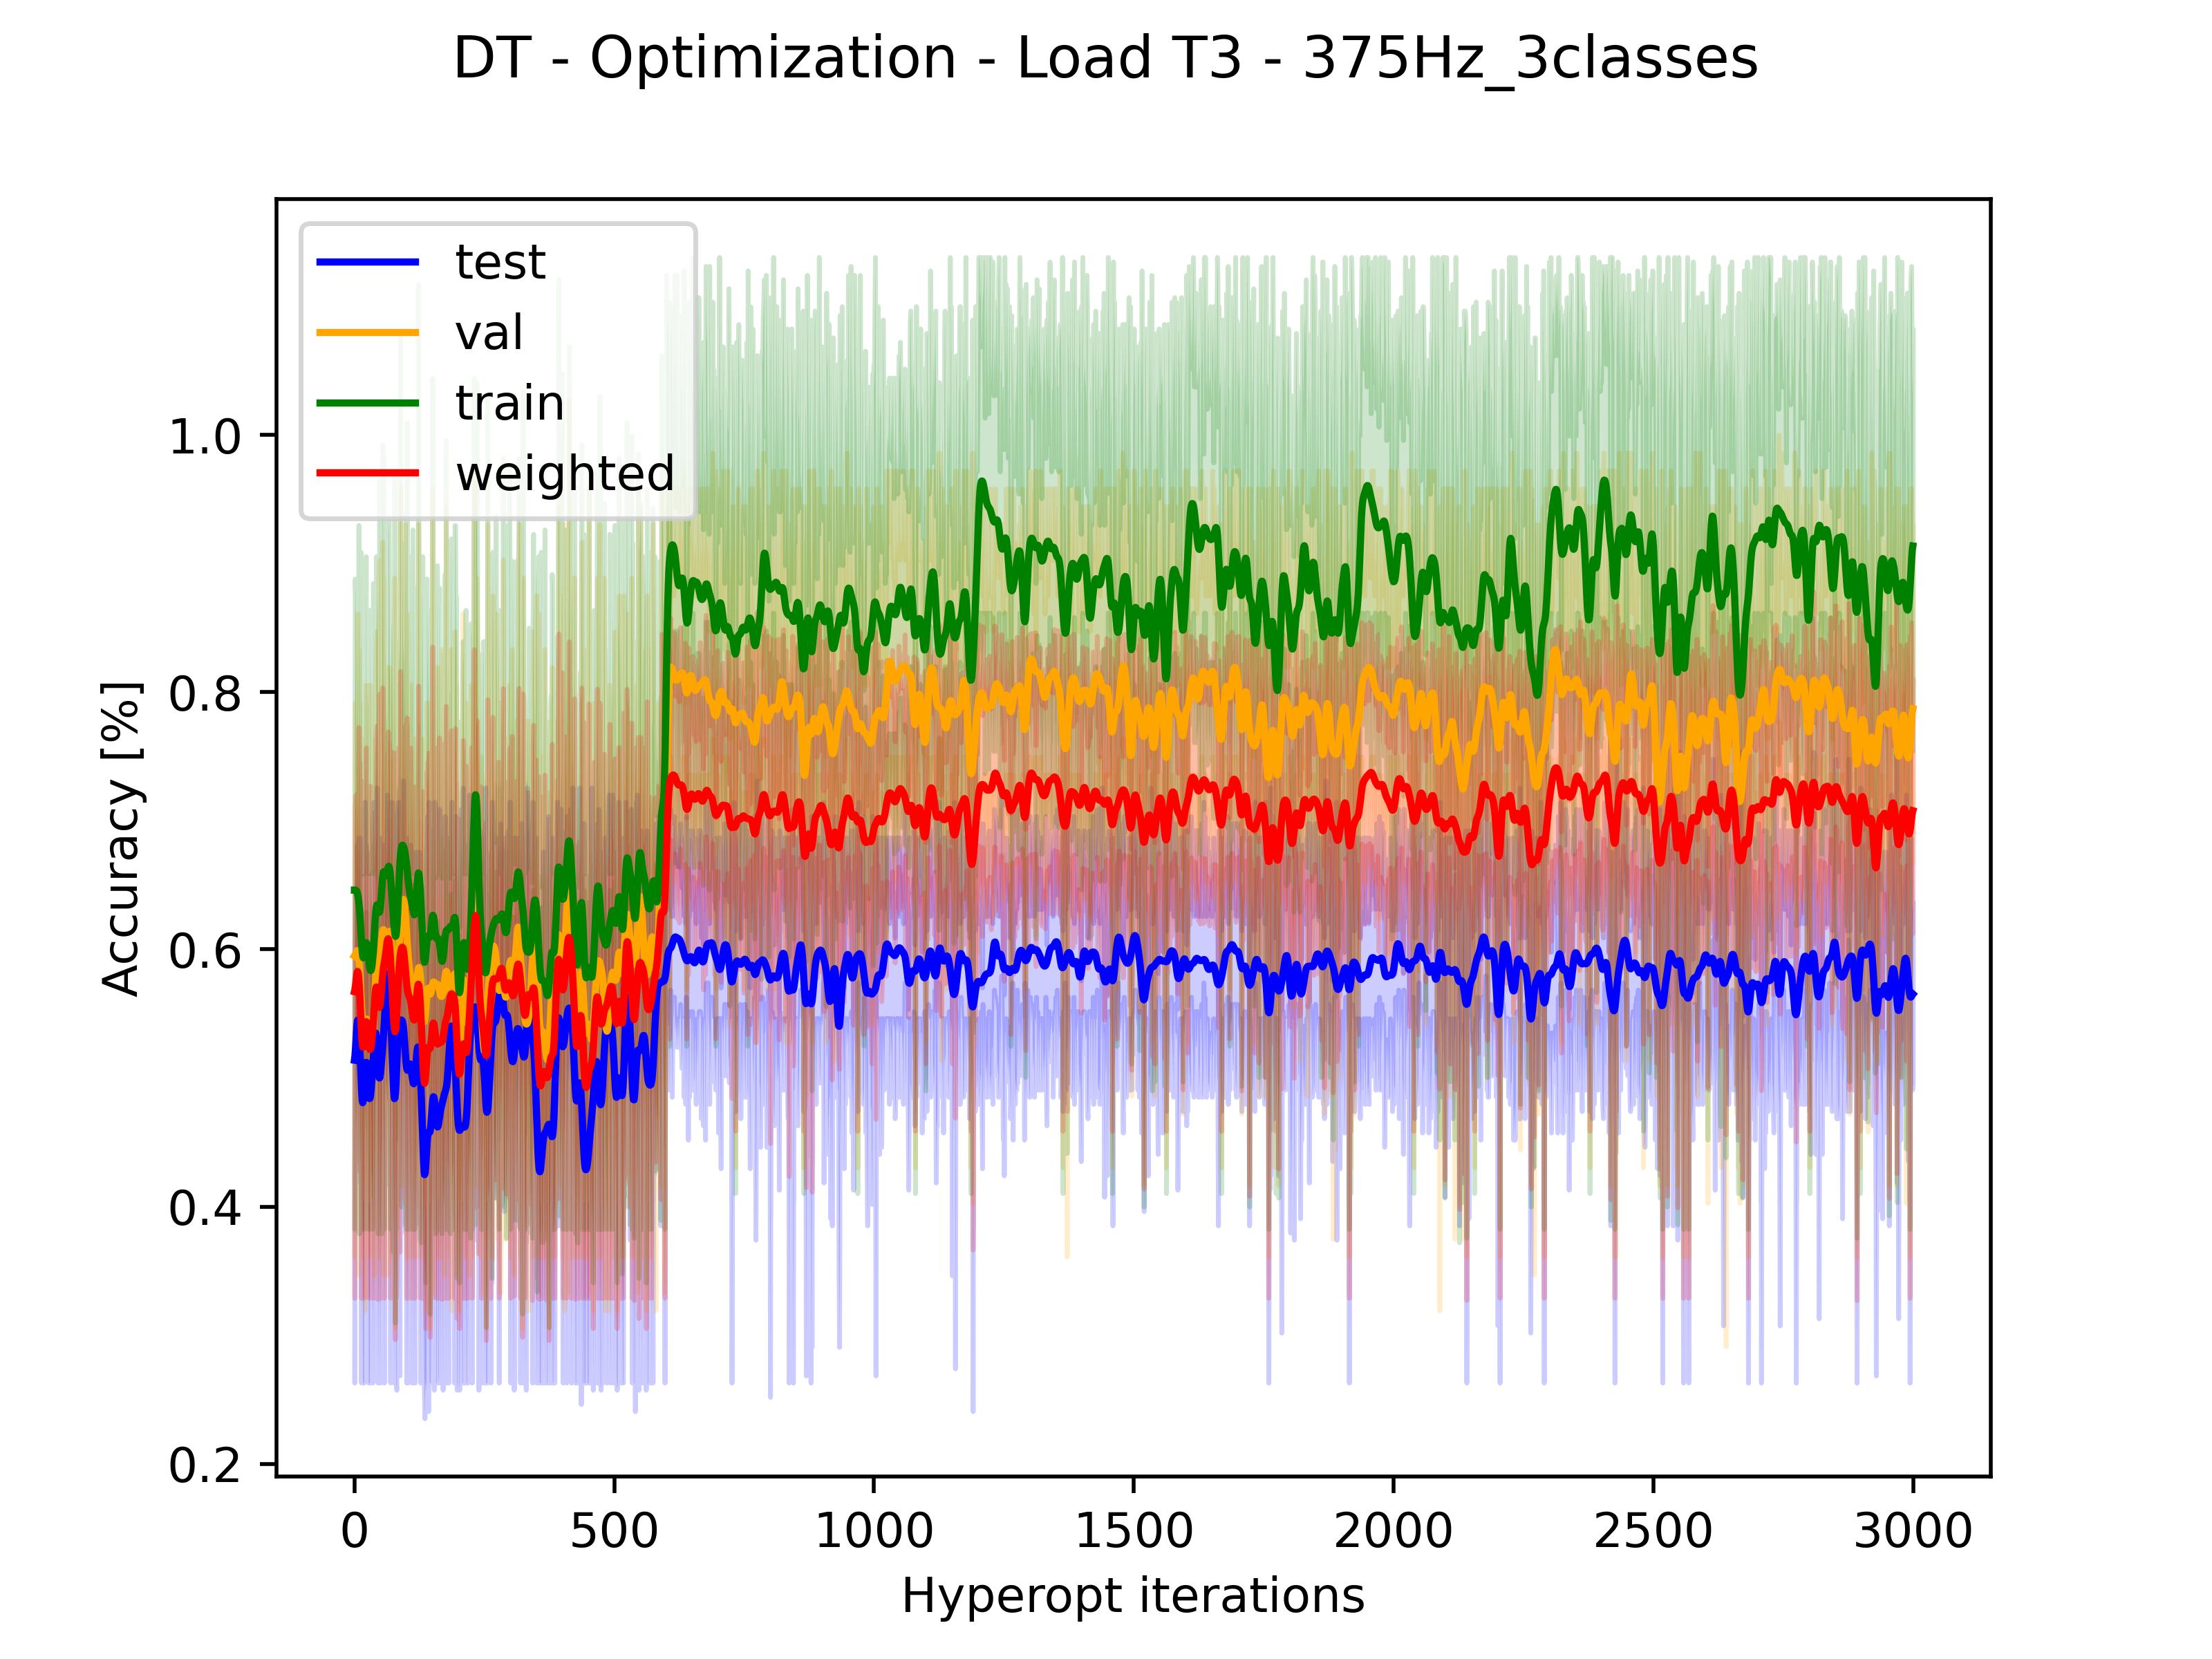 DT - Optimization - Load T3 - 375Hz_3classes
test
val
train
weighted
Accuracy [%]
1.0
0.8
0.6
0.4
0.2
0 500 1000 1500 2000 2500 3000
Hyperopt iterations